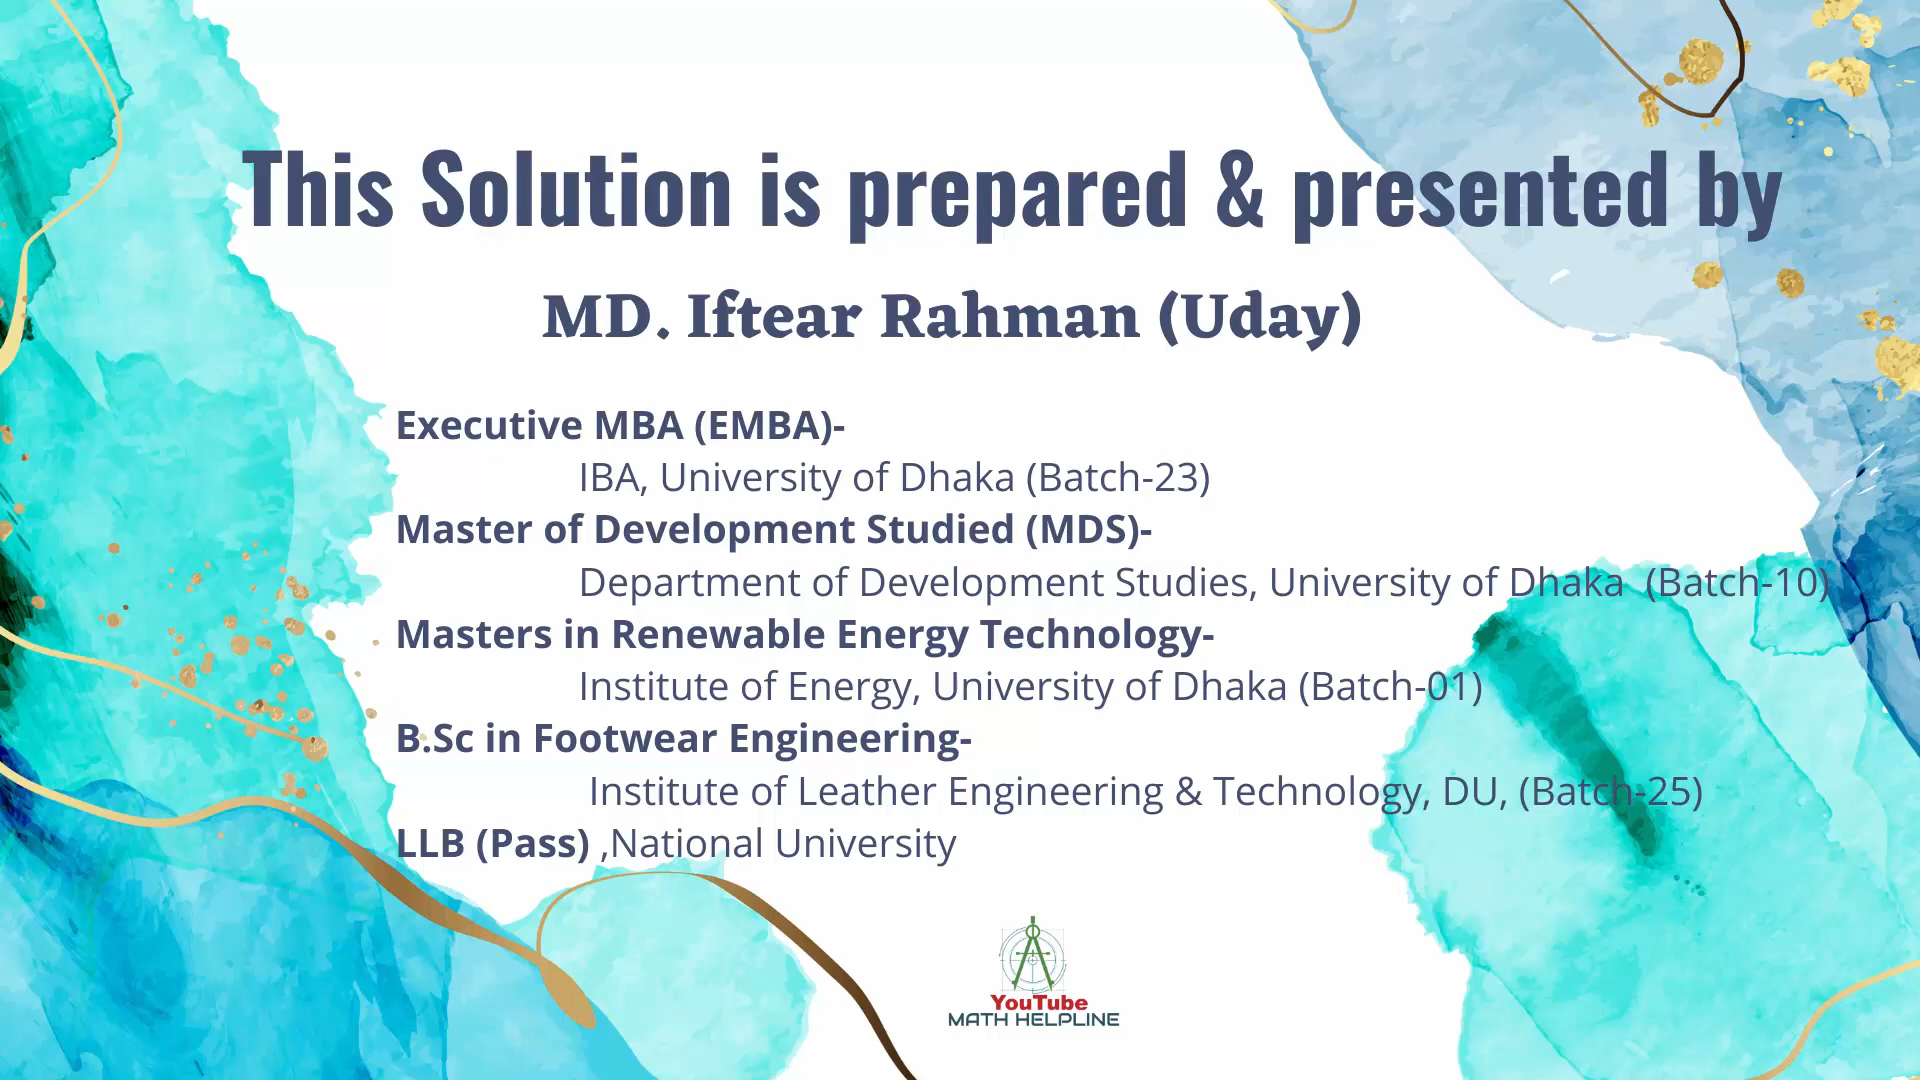 This Solution is prepared & presented by
MD. Iftear Rahman (Uday)
Executive MBA (EMBA)-
IBA, University of Dhaka (Batch-23)
Master of Development Studied (MDS)-
Department of Development Studies, University of Dhaka (Batch-10)
Masters in Renewable Energy Technology-
Institute of Energy, University of Dhaka (Batch-01)
B.Sc in Footwear Engineering-
Institute of Leather Engineering & Technology, DU, (Batch-25)
LLB (Pass) ,National University
YouTube
MATH HELPLINE